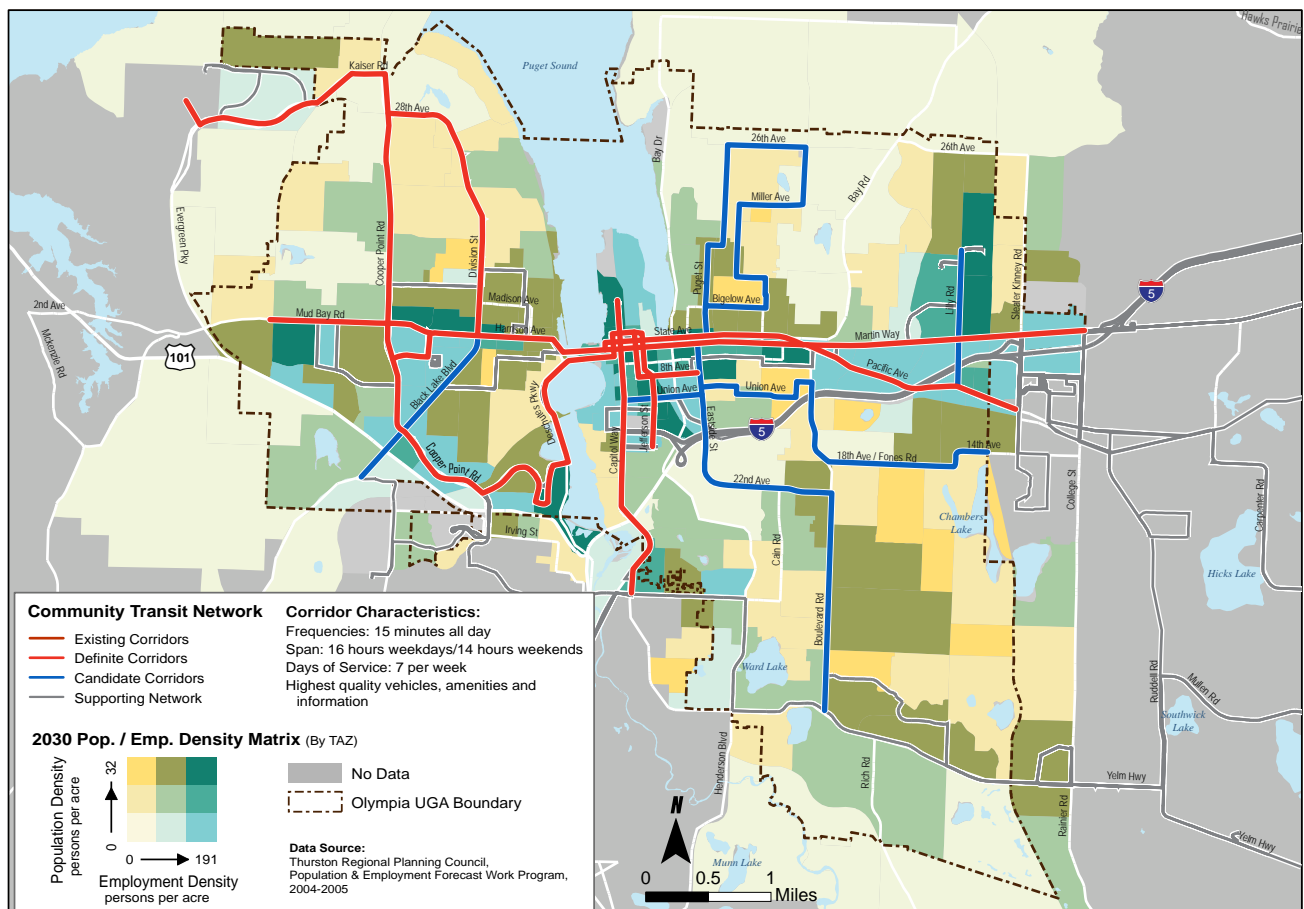 Hawks Prairie
Puget Sound
Kaiser Rd
28th Ave
26th Ave
26th Ave
Bay Dr
Miller Ave
Bay Rd
Evergreen Pky
Cooper Point Rd
Division St
Puget St
Sleater Kinney Rd
Lilly Rd
5
2nd Ave
Mud Bay Rd
Madison Ave
Harrison Ave
Bigelow Ave
State Ave
Martin Way
Mckenzie Rd
101
Black Lake Blvd
8th Ave
Pacific Ave
Union Ave
Union Ave
Deschutes Pkwy
Capitol Way
Jefferson St
Eastside St
5
14th Ave
18th Ave / Fones Rd
Cooper Point Rd
22nd Ave
College St
Carpenter Rd
Irving St
Cain Rd
Chambers
Lake
Hicks Lake
Boulevard Rd
Ward Lake
Ruddell Rd
Mullen Rd
Southwick
Lake
Henderson Blvd
Rich Rd
Yelm Hwy
Rainier Rd
Yelm Hwy
Munn Lake
Community Transit Network
Existing Corridors
Definite Corridors
Candidate Corridors
Supporting Network
Corridor Characteristics:
Frequencies: 15 minutes all day
Span: 16 hours weekdays/14 hours weekends
Days of Service: 7 per week
Highest quality vehicles, amenities and
information
2030 Pop. / Emp. Density Matrix (By TAZ)
Population Density
persons per acre
0
32
0
191
Employment Density
persons per acre
No Data
Olympia UGA Boundary
Data Source:
Thurston Regional Planning Council,
Population & Employment Forecast Work Program,
2004-2005
N
0 0.5 1
Miles